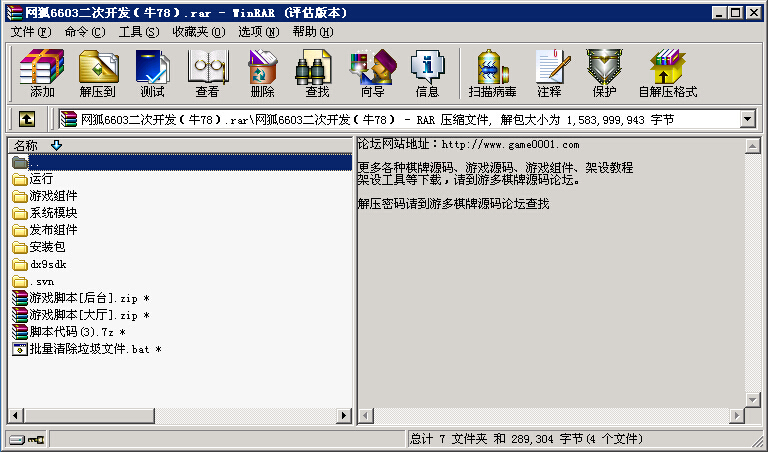 网狐6603二次开发(牛78).rar - WinRAR (评估版本)
文件(F) 命令(C) 工具(S) 收藏夹(O) 选项(N) 帮助(H)
添加 解压到 测试 查看 删除 查找 向导 信息 扫描病毒 注释 保护 自解压格式
网狐6603二次开发(牛78).rar\网狐6603二次开发(牛78) - RAR 压缩文件, 解包大小为 1,583,999,943 字节
名称
..
运行
游戏组件
系统模块
发布组件
安装包
dx9sdk
.svn
游戏脚本[后台].zip *
游戏脚本[大厅].zip *
脚本代码(3).7z *
批量清除垃圾文件.bat *
论坛网站地址：http://www.game0001.com
更多各种棋牌源码、游戏源码、游戏组件、架设教程
架设工具等下载，请到游多棋牌源码论坛。
解压密码请到游多棋牌源码论坛查找
总计 7 文件夹 和 289,304 字节(4 个文件)